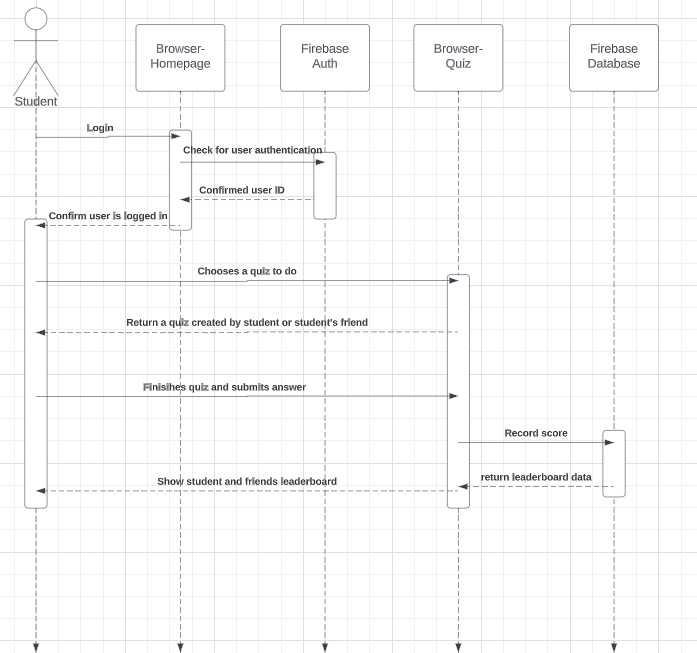 Browser-
Homepage
Firebase
Auth
Browser-
Quiz
Firebase
Database
Student
Login
Check for user authentication
Confirmed user ID
Confirm user is logged in
Chooses a quiz to do
Return a quiz created by student or student's friend
Finisihes quiz and submits answer
Record score
return leaderboard data
Show student and friends leaderboard